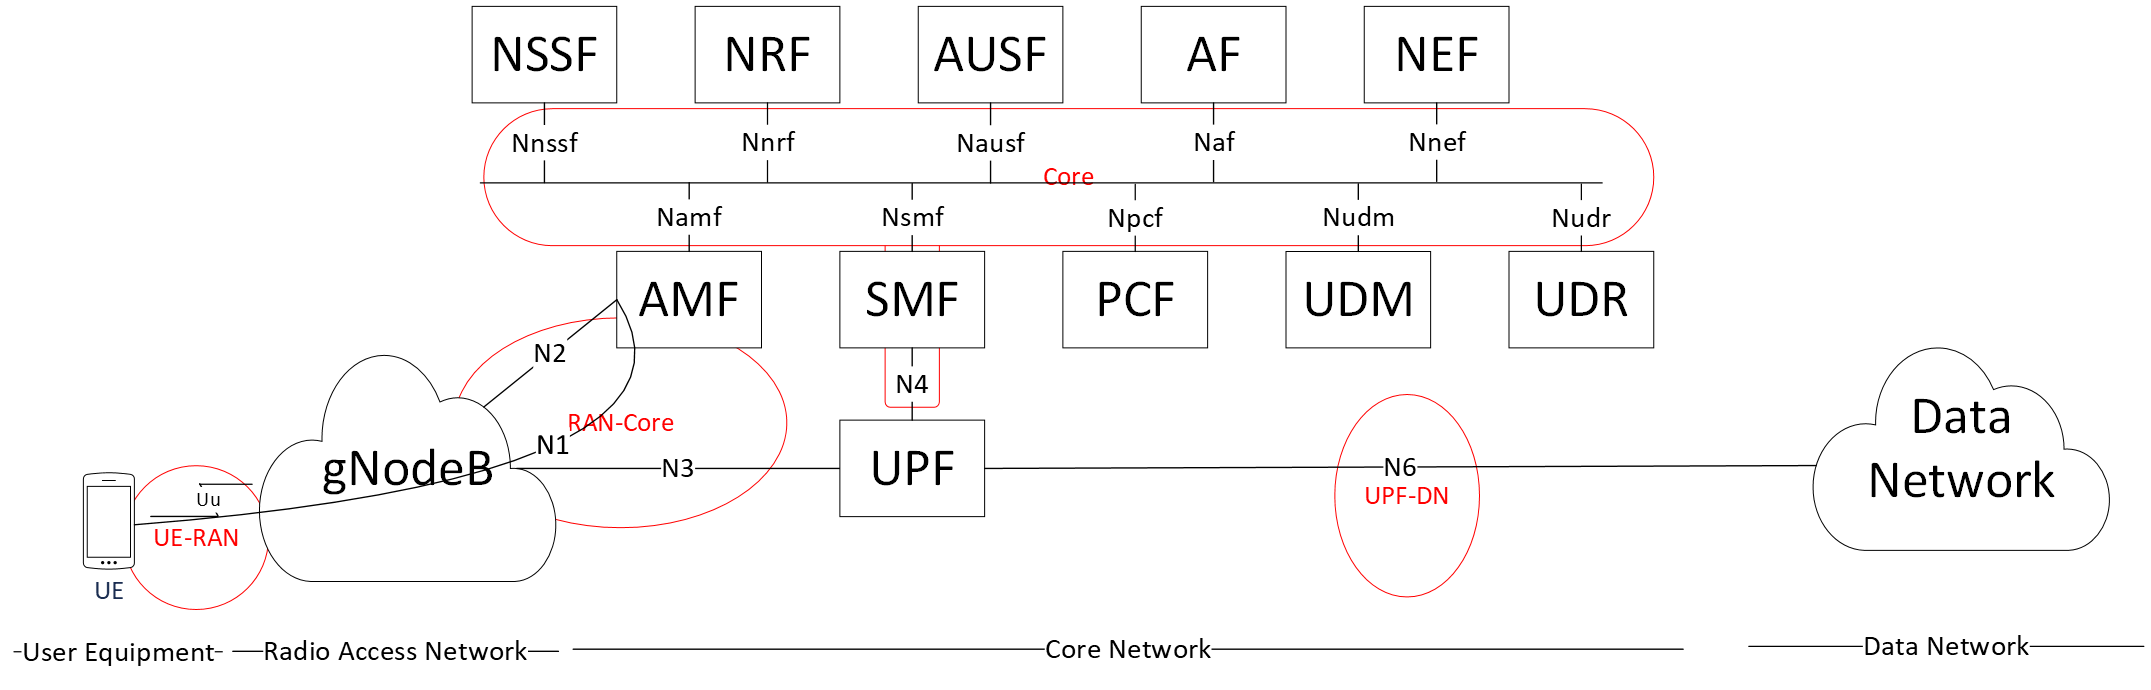 NSSF
NRF
AUSF
AF
NEF
Nnssf
Nnrf
Nausf
Naf
Nnef
Core
Namf
Nsmf
Npcf
Nudm
Nudr
AMF
SMF
PCF
UDM
UDR
N2
N4
RAN-Core
N1
gNodeB
N3
UPF
N6
UPF-DN
Data
Network
Uu
UE-RAN
UE
User Equipment
Radio Access Network
Core Network
Data Network